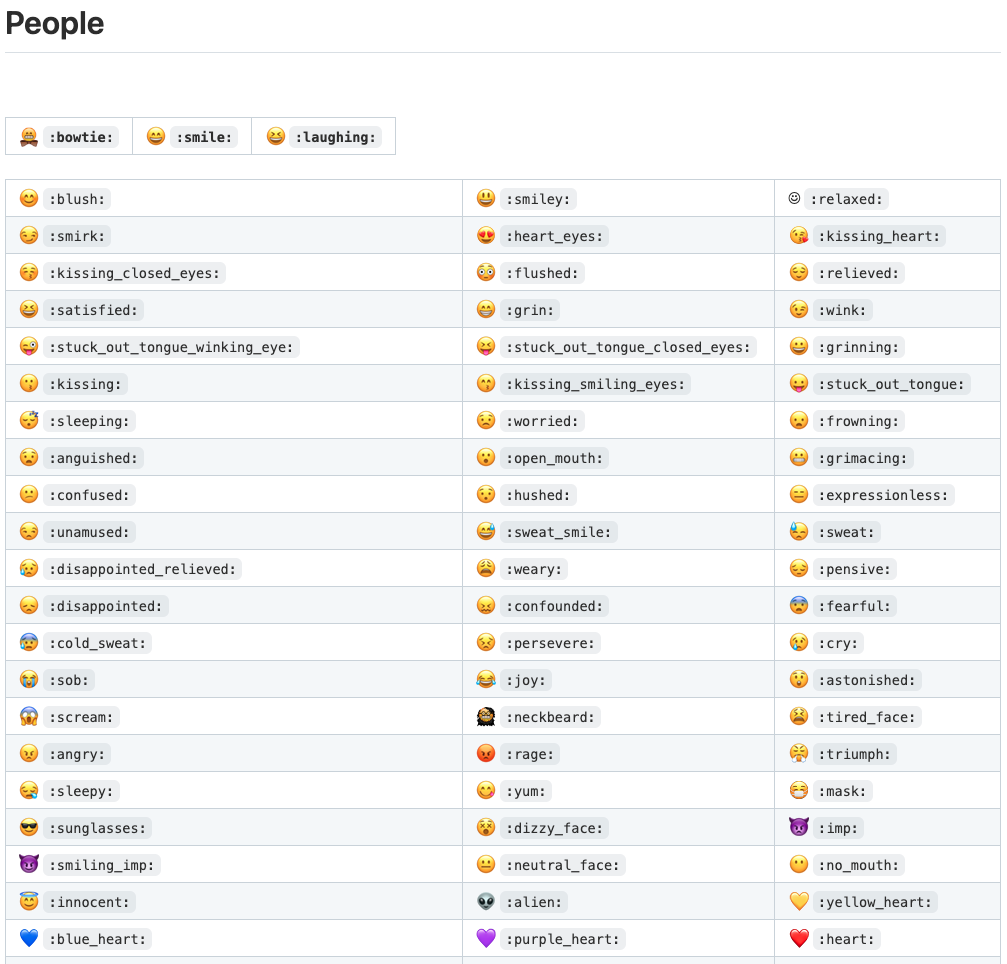 People
:bowtie: :smile: :laughing:
:blush: :smiley: :relaxed:
:smirk: :heart_eyes: :kissing_heart:
:kissing_closed_eyes: :flushed: :relieved:
:satisfied: :grin: :wink:
:stuck_out_tongue_winking_eye: :stuck_out_tongue_closed_eyes: :grinning:
:kissing: :kissing_smiling_eyes: :stuck_out_tongue:
:sleeping: :worried: :frowning:
:anguished: :open_mouth: :grimacing:
:confused: :hushed: :expressionless:
:unamused: :sweat_smile: :sweat:
:disappointed_relieved: :weary: :pensive:
:disappointed: :confounded: :fearful:
:cold_sweat: :persevere: :cry:
:sob: :joy: :astonished:
:scream: :neckbeard: :tired_face:
:angry: :rage: :triumph:
:sleepy: :yum: :mask:
:sunglasses: :dizzy_face: :imp:
:smiling_imp: :neutral_face: :no_mouth:
:innocent: :alien: :yellow_heart:
:blue_heart: :purple_heart: :heart: